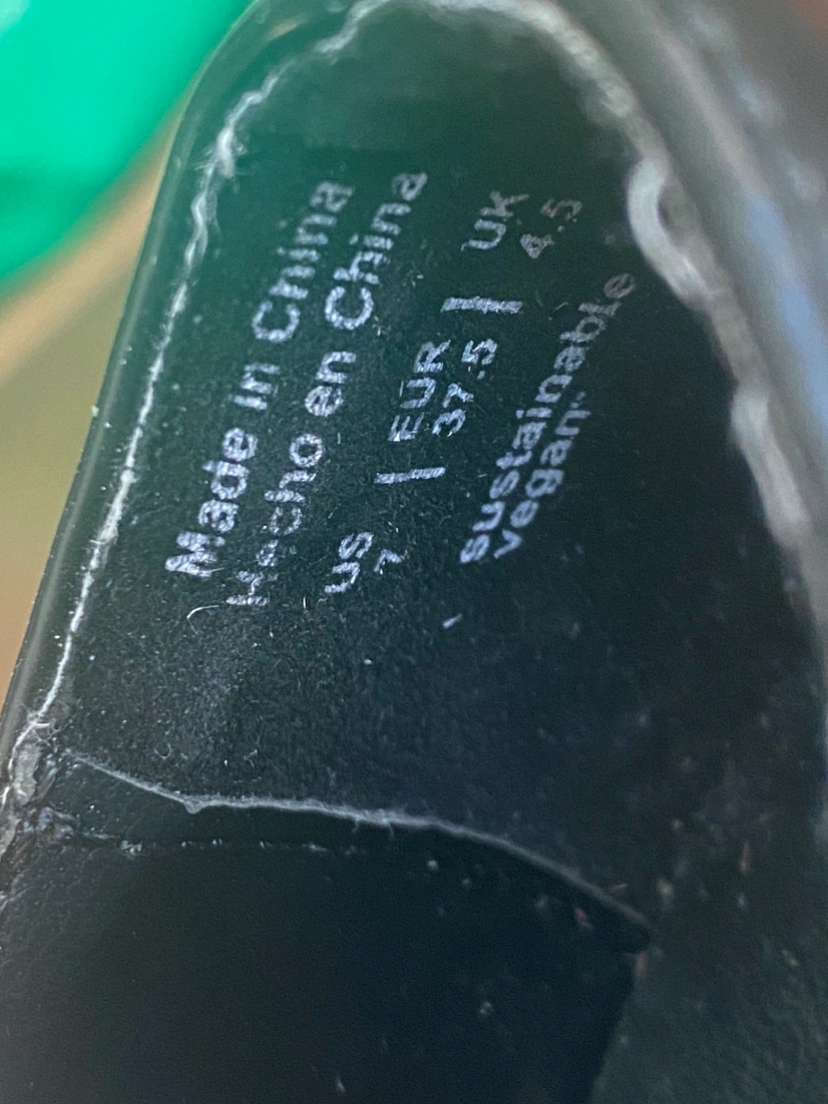 Made in China
Hecho en China
US | EUR | UK
7 | 37.5 | 4.5
sustainable
vegan